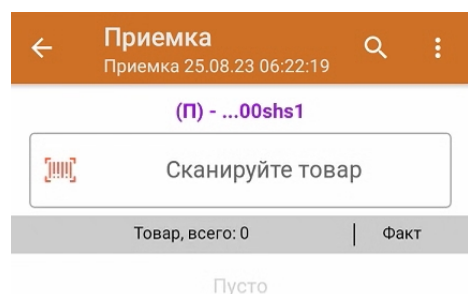 Приемка
Приемка 25.08.23 06:22:19
(П) - ...00shs1
Сканируйте товар
Товар, всего: 0 | Факт
Пусто